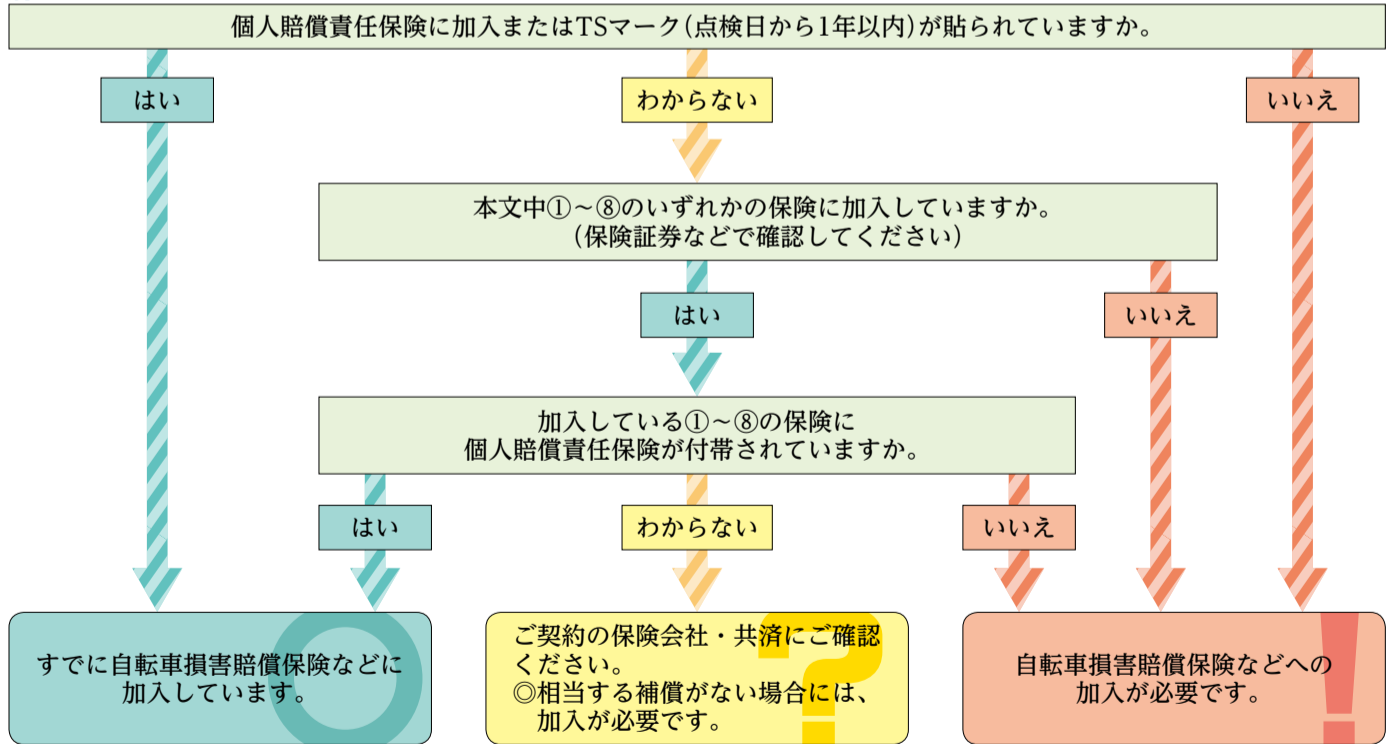 個人賠償責任保険に加入またはTSマーク(点検日から1年以内)が貼られていますか。
はい
わからない
いいえ
本文中①～⑧のいずれかの保険に加入していますか。
(保険証券などで確認してください)
はい
いいえ
加入している①～⑧の保険に
個人賠償責任保険が付帯されていますか。
はい
わからない
いいえ
すでに自転車損害賠償保険などに
加入しています。
ご契約の保険会社・共済にご確認
ください。
◎相当する補償がない場合には、
加入が必要です。
?
自転車損害賠償保険などへの
加入が必要です。
!